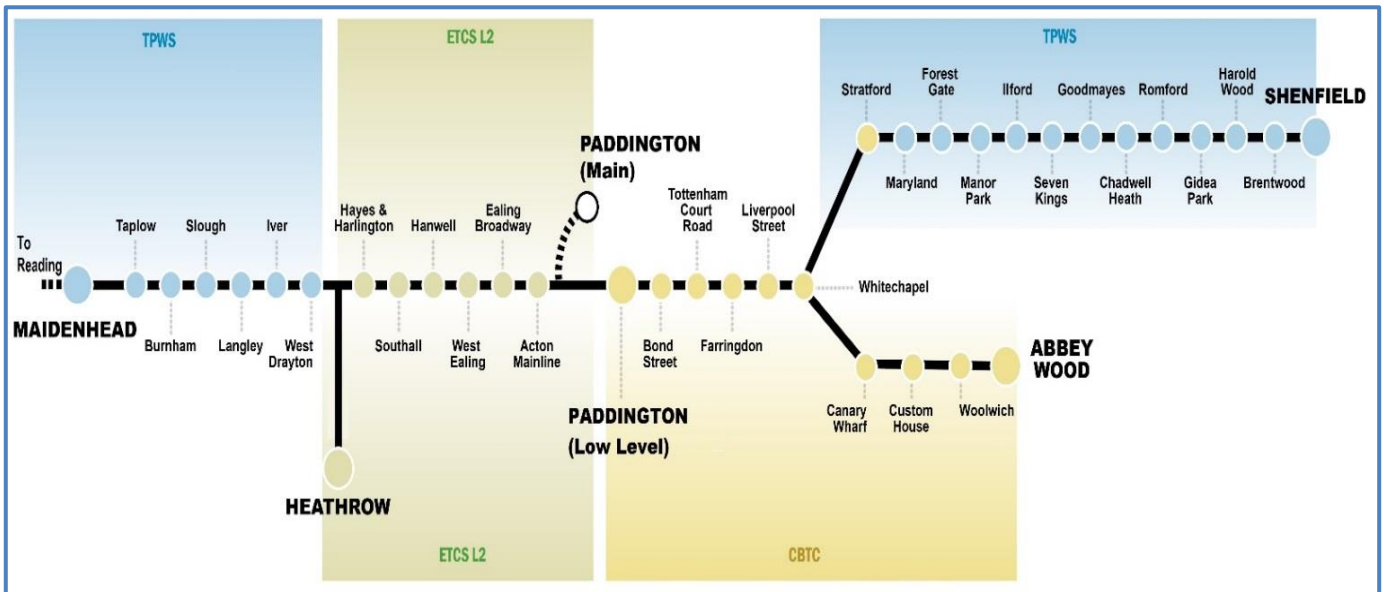 TPWS
ETCS L2
TPWS
Stratford
Forest
Gate
Ilford
Goodmayes
Romford
Harold
Wood
SHENFIELD
Maryland
Manor
Park
Seven
Kings
Chadwell
Heath
Gidea
Park
Brentwood
PADDINGTON
(Main)
To
Reading
Taplow
Slough
Iver
Hayes &
Harlington
Hanwell
Ealing
Broadway
Tottenham
Court
Road
Liverpool
Street
Whitechapel
MAIDENHEAD
Burnham
Langley
West
Drayton
Southall
West
Ealing
Acton
Mainline
Bond
Street
Farringdon
PADDINGTON
(Low Level)
ABBEY
WOOD
Canary
Wharf
Custom
House
Woolwich
HEATHROW
ETCS L2
CBTC